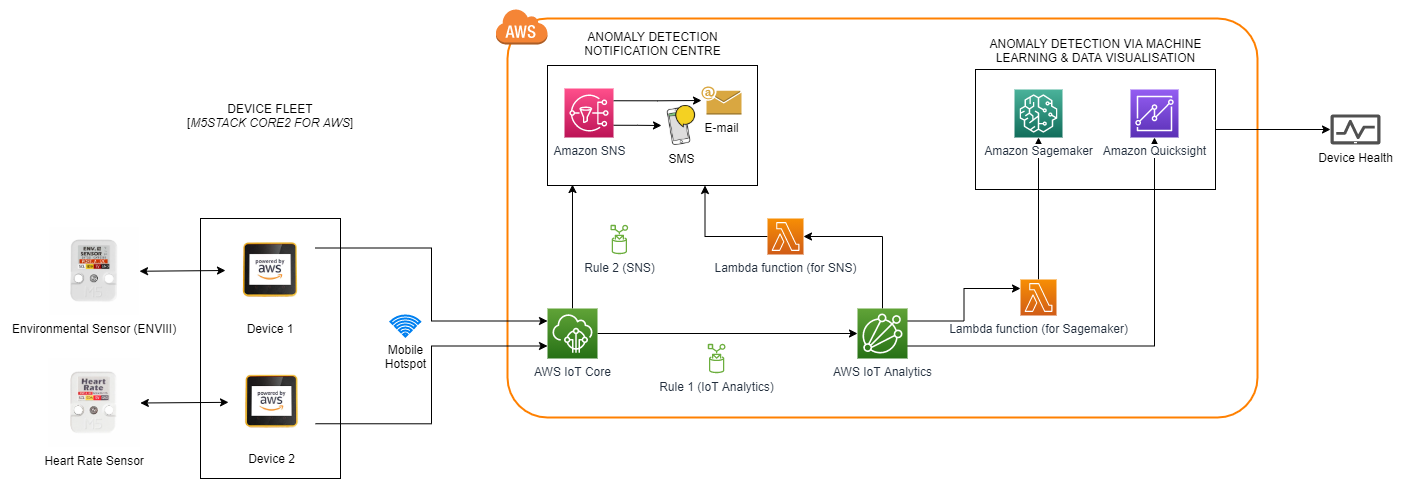 AWS
ANOMALY DETECTION
NOTIFICATION CENTRE
ANOMALY DETECTION VIA MACHINE
LEARNING & DATA VISUALISATION
DEVICE FLEET
[M5STACK CORE2 FOR AWS]
@
E-mail
Amazon SNS
SMS
Amazon Sagemaker
Amazon Quicksight
Device Health
ENV.III
SENSOR
powered by
aws
Rule 2 (SNS)
Lambda function (for SNS)
Environmental Sensor (ENVIII)
Device 1
Mobile
Hotspot
Lambda function (for Sagemaker)
AWS IoT Core
Rule 1 (IoT Analytics)
AWS IoT Analytics
Heart
Rate
powered by
aws
Heart Rate Sensor
Device 2